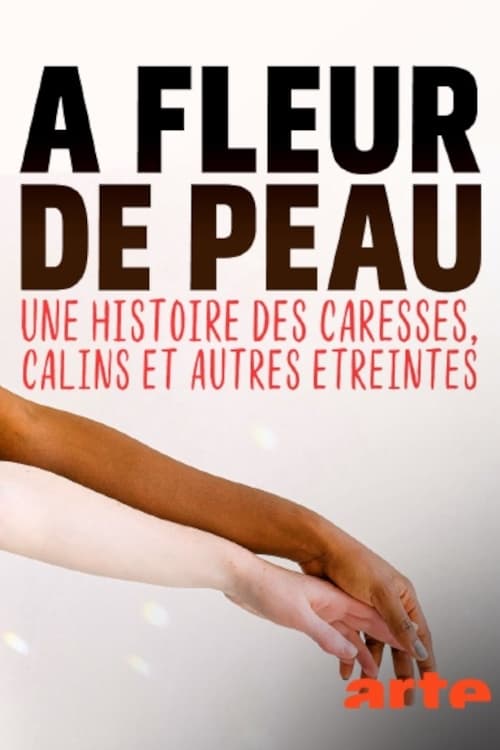 A FLEUR
DE PEAU
UNE HISTOIRE DES CARESSES,
CALINS ET AUTRES ETREINTES
arte